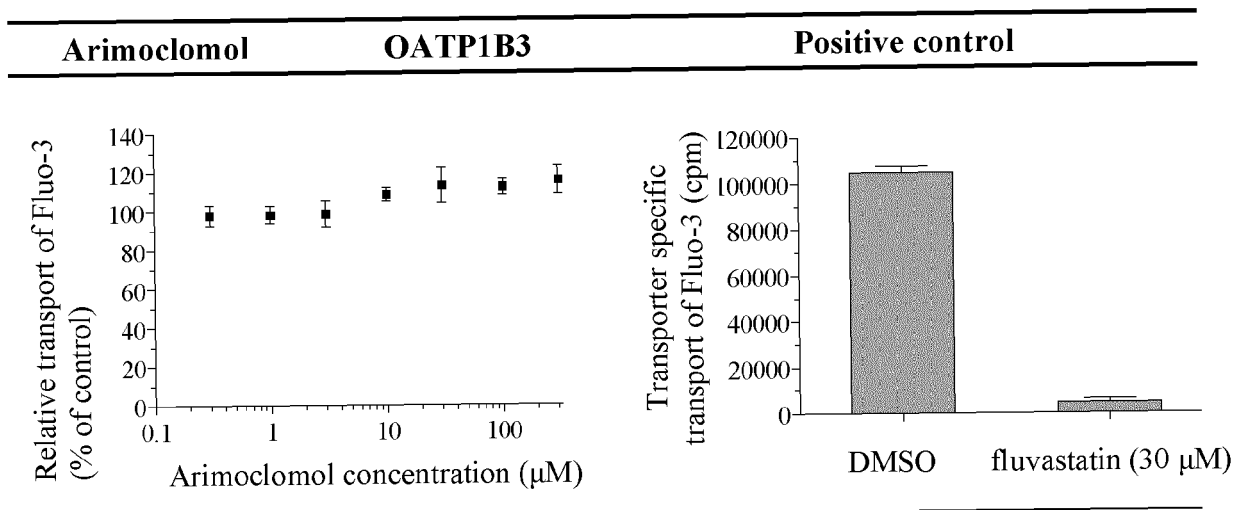 Arimoclomol OATP1B3 Positive control
Relative transport of Fluo-3
(% of control)
140
120
100
80
60
40
20
0
0.1 1 10 100
Arimoclomol concentration (µM)
Transporter specific
transport of Fluo-3 (cpm)
120000
100000
80000
60000
40000
20000
0
DMSO fluvastatin (30 µM)